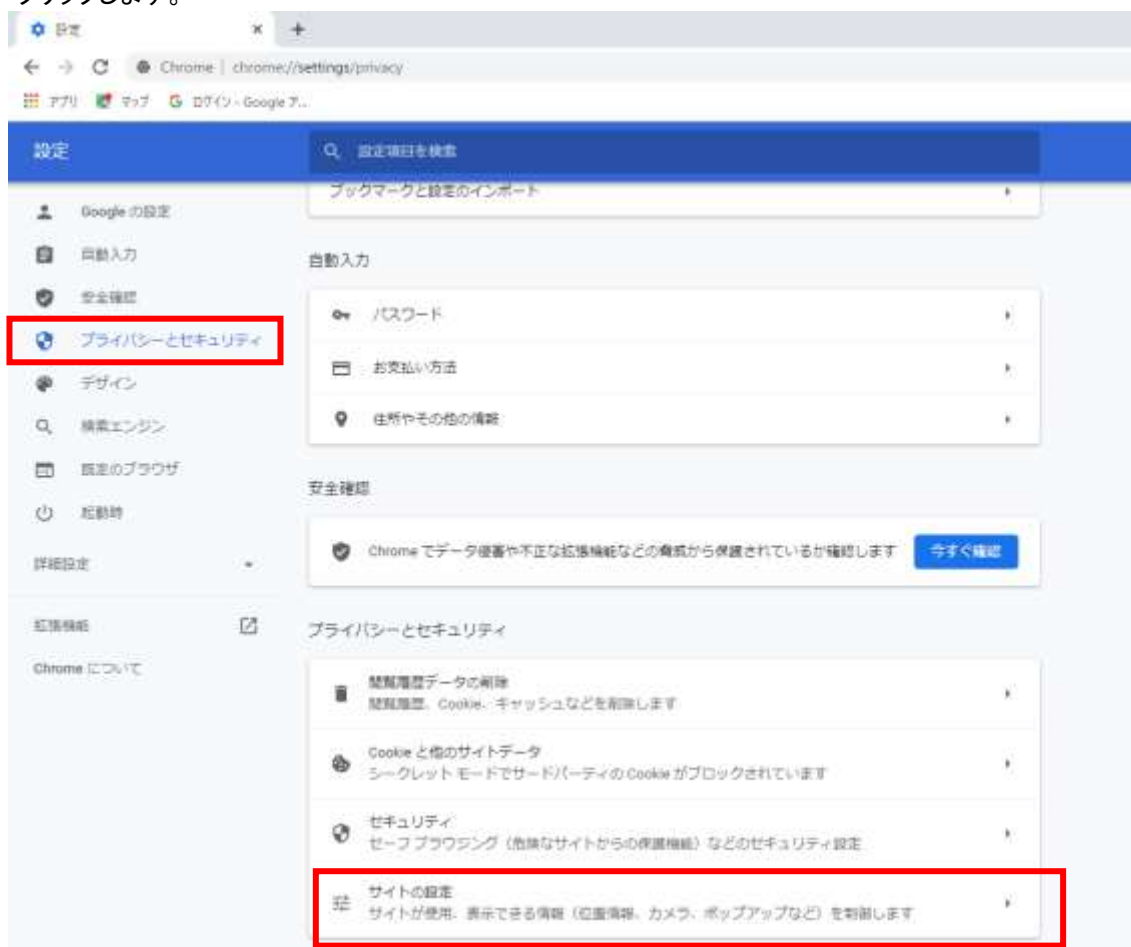 クリックします。
設定
Chrome | chrome://settings/privacy
アプリ マップ ログイン - Google ア...
設定
設定項目を検索
ブックマークと設定のインポート
Google の設定
自動入力
安全確認
プライバシーとセキュリティ
デザイン
検索エンジン
既定のブラウザ
起動時
詳細設定
拡張機能
Chrome について
自動入力
パスワード
お支払い方法
住所やその他の情報
安全確認
Chrome でデータ侵害や不正な拡張機能などの脅威から保護されているか確認します
今すぐ確認
プライバシーとセキュリティ
閲覧履歴データの削除
閲覧履歴、Cookie、キャッシュなどを削除します
Cookie と他のサイトデータ
シークレット モードでサードパーティの Cookie がブロックされています
セキュリティ
セーフ ブラウジング（危険なサイトからの保護機能）などのセキュリティ設定
サイトの設定
サイトが使用、表示できる情報（位置情報、カメラ、ポップアップなど）を制御します